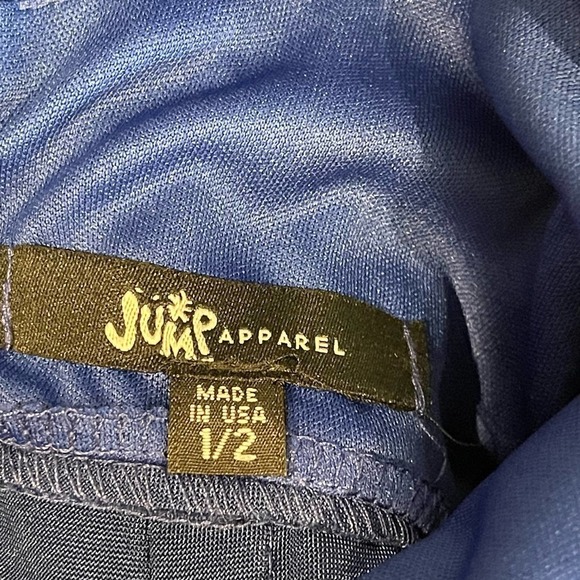 JUMP APPAREL
MADE
IN USA
1/2